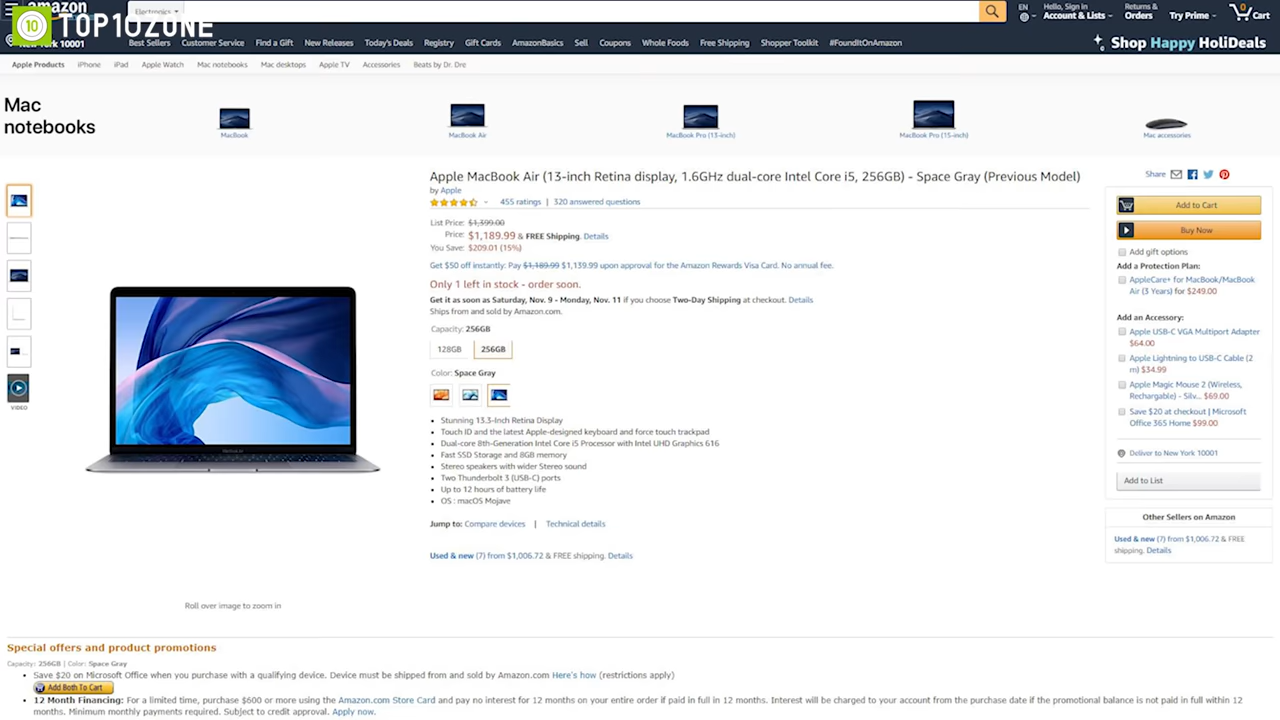 amazon
10 TOP10ZONE
Electronics
EN
Hello, Sign in
Account & Lists
Returns &
Orders
Try Prime
0
Cart
New York 10001
Best Sellers Customer Service Find a Gift New Releases Today's Deals Registry Gift Cards AmazonBasics Sell Coupons Whole Foods Free Shipping Shopper Toolkit #FoundItOnAmazon
Shop Happy HoliDeals
Apple Products iPhone iPad Apple Watch Mac notebooks Mac desktops Apple TV Accessories Beats by Dr. Dre
Mac
notebooks
MacBook
MacBook Air
MacBook Pro (13-inch)
MacBook Pro (15-inch)
Mac accessories
VIDEO
Roll over image to zoom in
Apple MacBook Air (13-inch Retina display, 1.6GHz dual-core Intel Core i5, 256GB) - Space Gray (Previous Model)
by Apple
455 ratings | 320 answered questions
List Price: $1,399.00
Price: $1,189.99 & FREE Shipping. Details
You Save: $209.01 (15%)
Get $50 off instantly: Pay $1,189.99 $1,139.99 upon approval for the Amazon Rewards Visa Card. No annual fee.
Only 1 left in stock - order soon.
Get it as soon as Saturday, Nov. 9 - Monday, Nov. 11 if you choose Two-Day Shipping at checkout. Details
Ships from and sold by Amazon.com.
Capacity: 256GB
128GB 256GB
Color: Space Gray
• Stunning 13.3-Inch Retina Display
• Touch ID and the latest Apple-designed keyboard and force touch trackpad
• Dual-core 8th-Generation Intel Core i5 Processor with Intel UHD Graphics 616
• Fast SSD Storage and 8GB memory
• Stereo speakers with wider Stereo sound
• Two Thunderbolt 3 (USB-C) ports
• Up to 12 hours of battery life
• OS : macOS Mojave
Jump to: Compare devices | Technical details
Used & new (7) from $1,006.72 & FREE shipping. Details
Share
Add to Cart
Buy Now
Add gift options
Add a Protection Plan:
AppleCare+ for MacBook/MacBook
Air (3 Years) for $249.00
Add an Accessory:
Apple USB-C VGA Multiport Adapter
$64.00
Apple Lightning to USB-C Cable (2
m) $34.99
Apple Magic Mouse 2 (Wireless,
Rechargable) - Silv... $69.00
Save $20 at checkout | Microsoft
Office 365 Home $99.00
Deliver to New York 10001
Add to List
Other Sellers on Amazon
Used & new (7) from $1,006.72 & FREE
shipping. Details
Special offers and product promotions
Capacity: 256GB | Color: Space Gray
• Save $20 on Microsoft Office when you purchase with a qualifying device. Device must be shipped from and sold by Amazon.com Here's how (restrictions apply)
Add Both To Cart
• 12 Month Financing: For a limited time, purchase $600 or more using the Amazon.com Store Card and pay no interest for 12 months on your entire order if paid in full in 12 months. Interest will be charged to your account from the purchase date if the promotional balance is not paid in full within 12
months. Minimum monthly payments required. Subject to credit approval. Apply now.